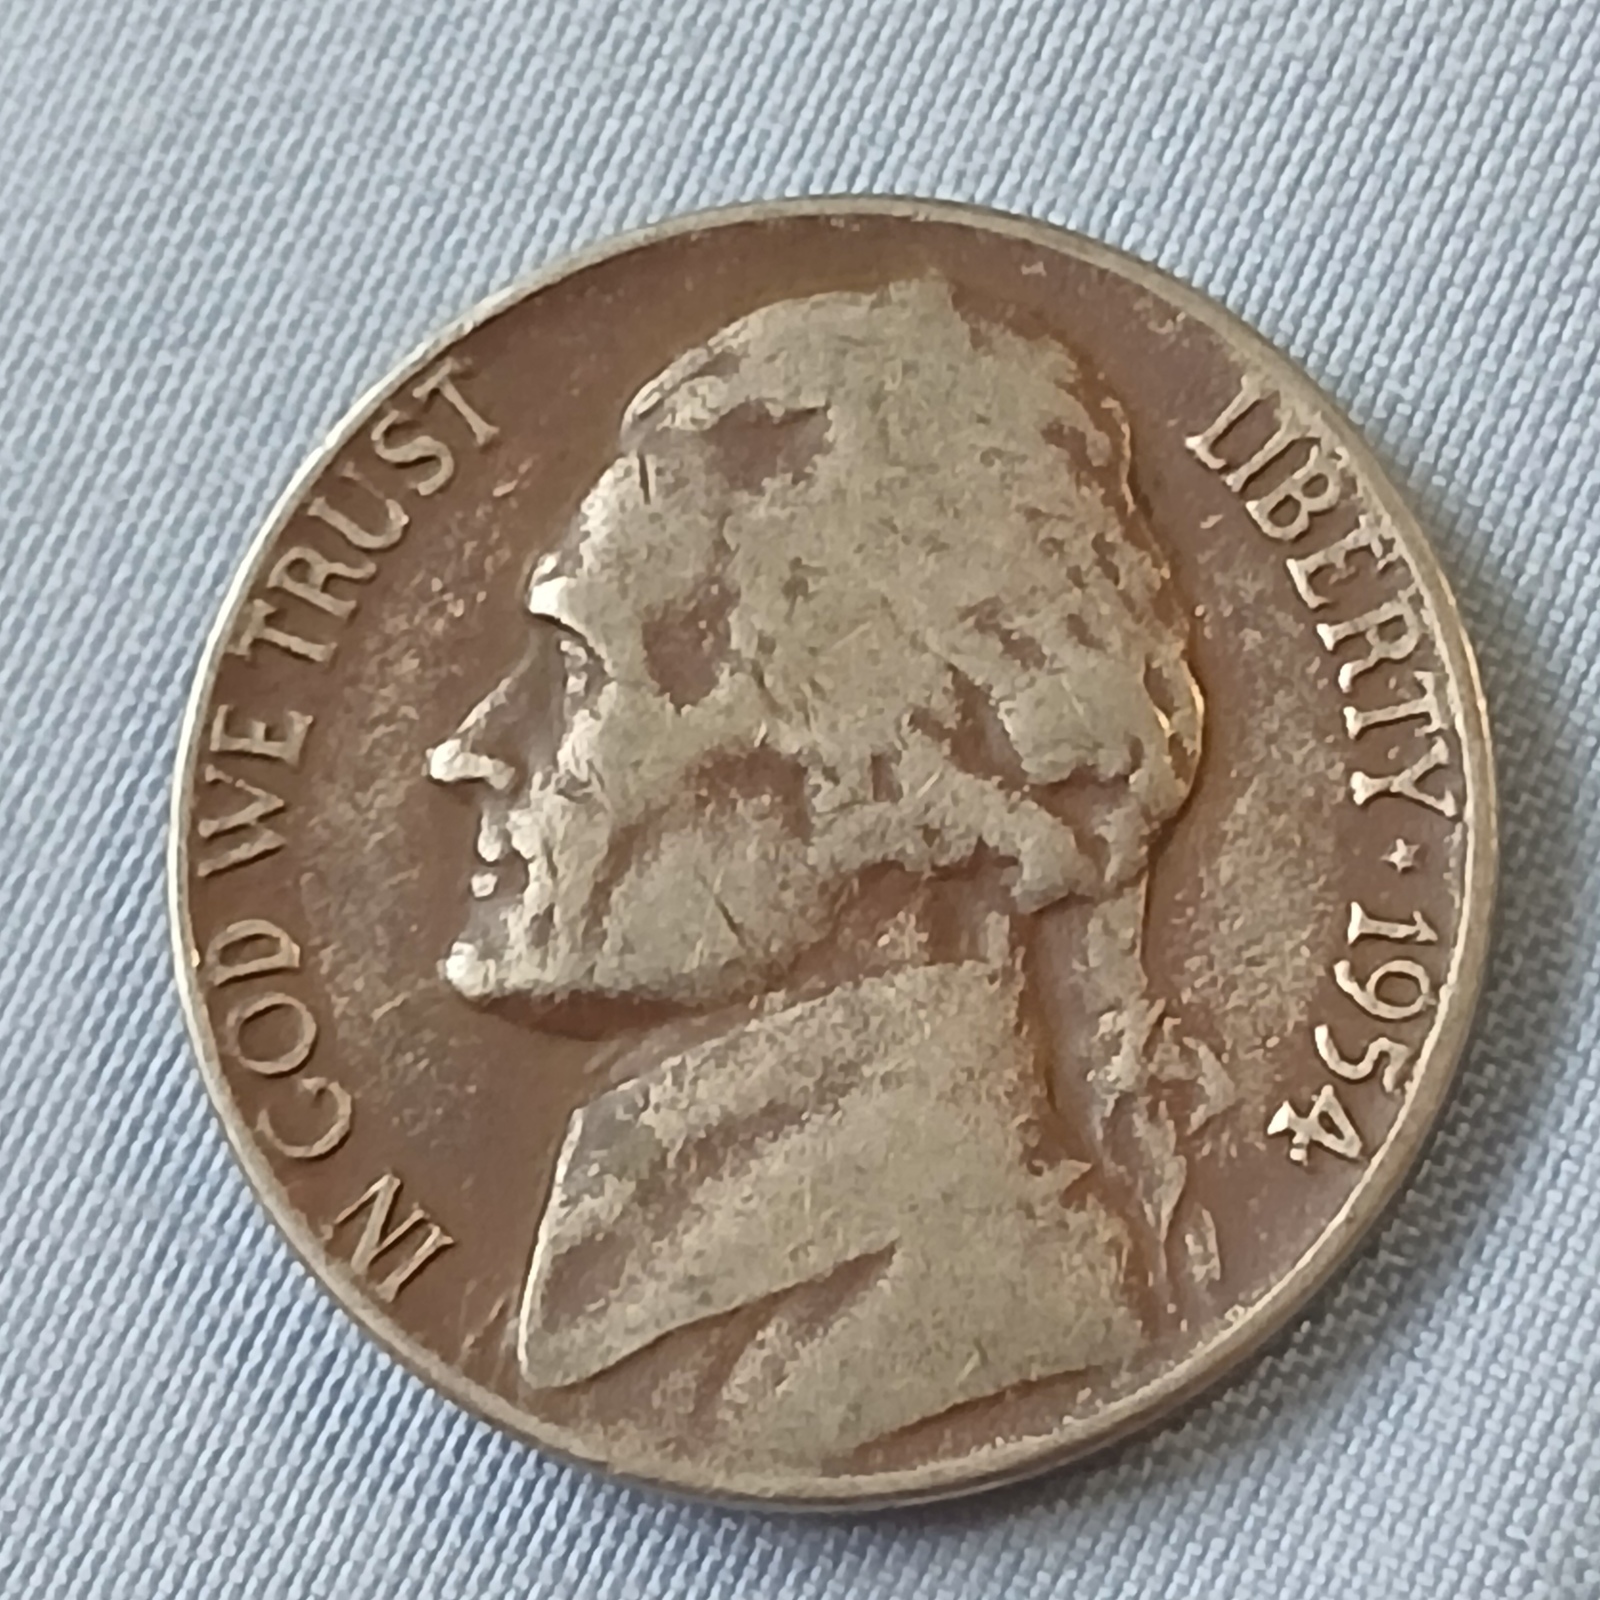 IN GOD WE TRUST
LIBERTY ★ 1954